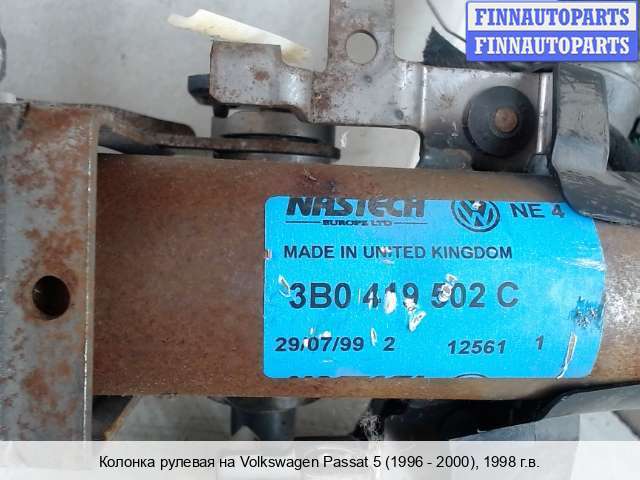 FINNAUTOPARTS
FINNAUTOPARTS
NASTECH
EUROPE LTD
NE 4
MADE IN UNITED KINGDOM
3B0 419 502 C
29/07/99 2 12561 1
Колонка рулевая на Volkswagen Passat 5 (1996 - 2000), 1998 г.в.